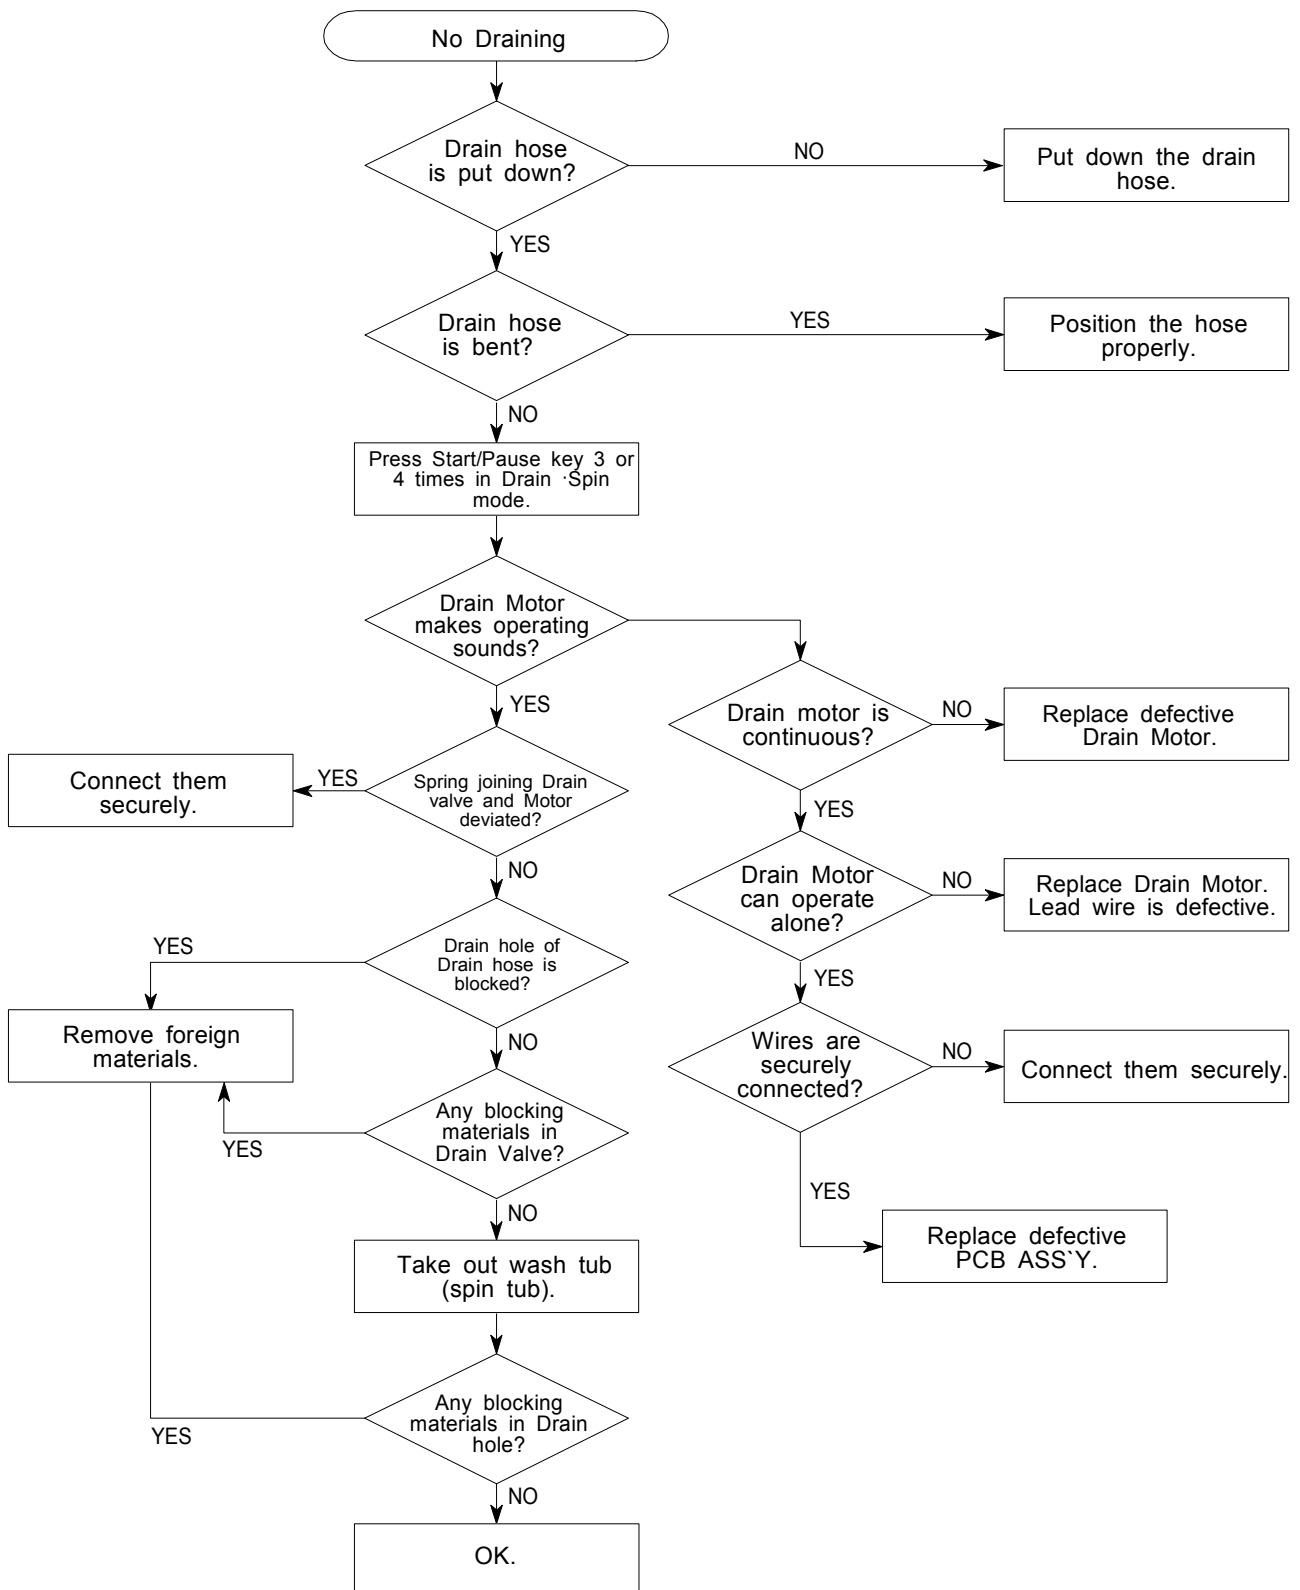 No Draining
Drain hose
is put down?
NO
Put down the drain
hose.
YES
Drain hose
is bent?
YES
Position the hose
properly.
NO
Press Start/Pause key 3 or
4 times in Drain ·Spin
mode.
Drain Motor
makes operating
sounds?
YES
Drain motor is
continuous?
NO
Replace defective
Drain Motor.
Spring joining Drain
valve and Motor
deviated?
YES
Connect them
securely.
YES
NO
Drain Motor
can operate
alone?
NO
Replace Drain Motor.
Lead wire is defective.
Drain hole of
Drain hose is
blocked?
YES
Remove foreign
materials.
YES
NO
Wires are
securely
connected?
NO
Connect them securely.
Any blocking
materials in
Drain Valve?
YES
YES
NO
Replace defective
PCB ASS`Y.
Take out wash tub
(spin tub).
Any blocking
materials in Drain
hole?
YES
NO
OK.